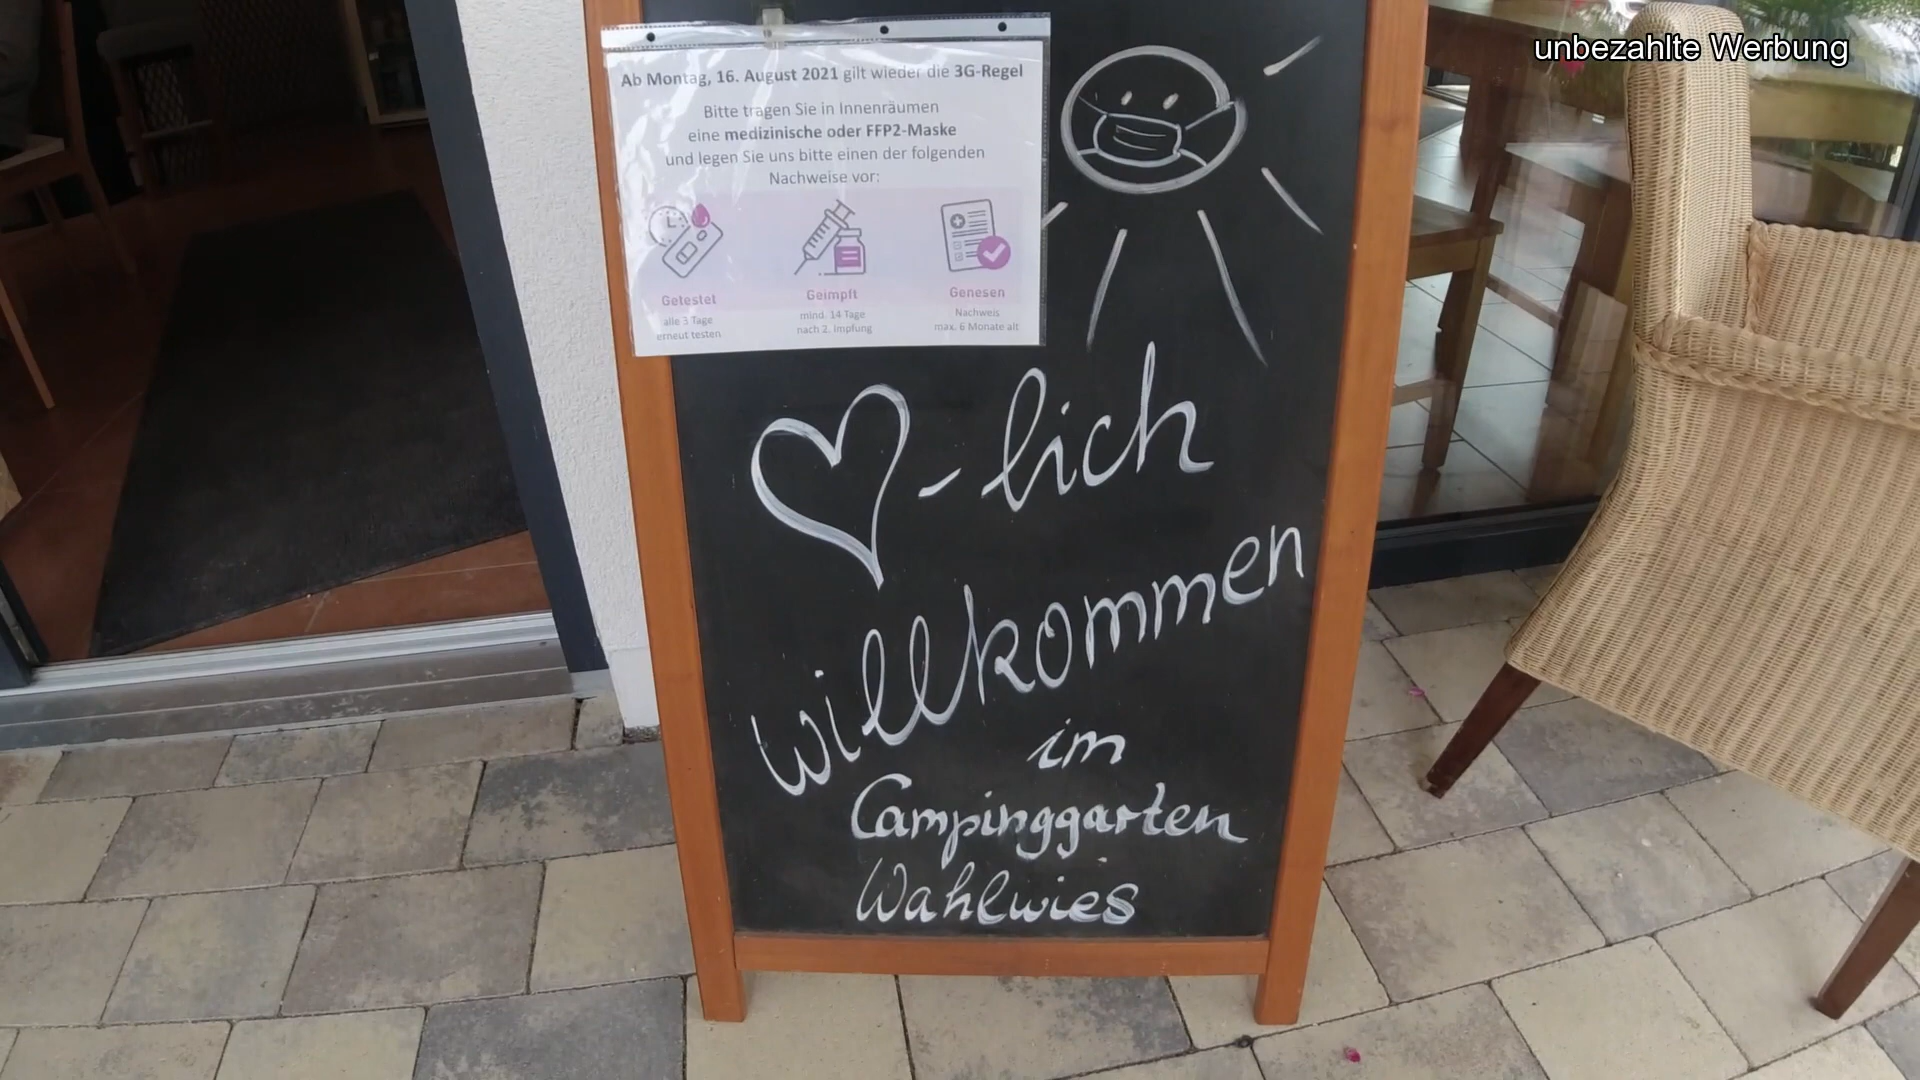 unbezahlte Werbung
Ab Montag, 16. August 2021 gilt wieder die 3G-Regel
Bitte tragen Sie in Innenräumen
eine medizinische oder FFP2-Maske
und legen Sie uns bitte einen der folgenden
Nachweise vor:
Getestet
alle 3 Tage
erneut testen
Geimpft
mind. 14 Tage
nach 2. Impfung
Genesen
Nachweis
max. 6 Monate alt
-lich
willkommen
im
Campinggarten
Wahlwies